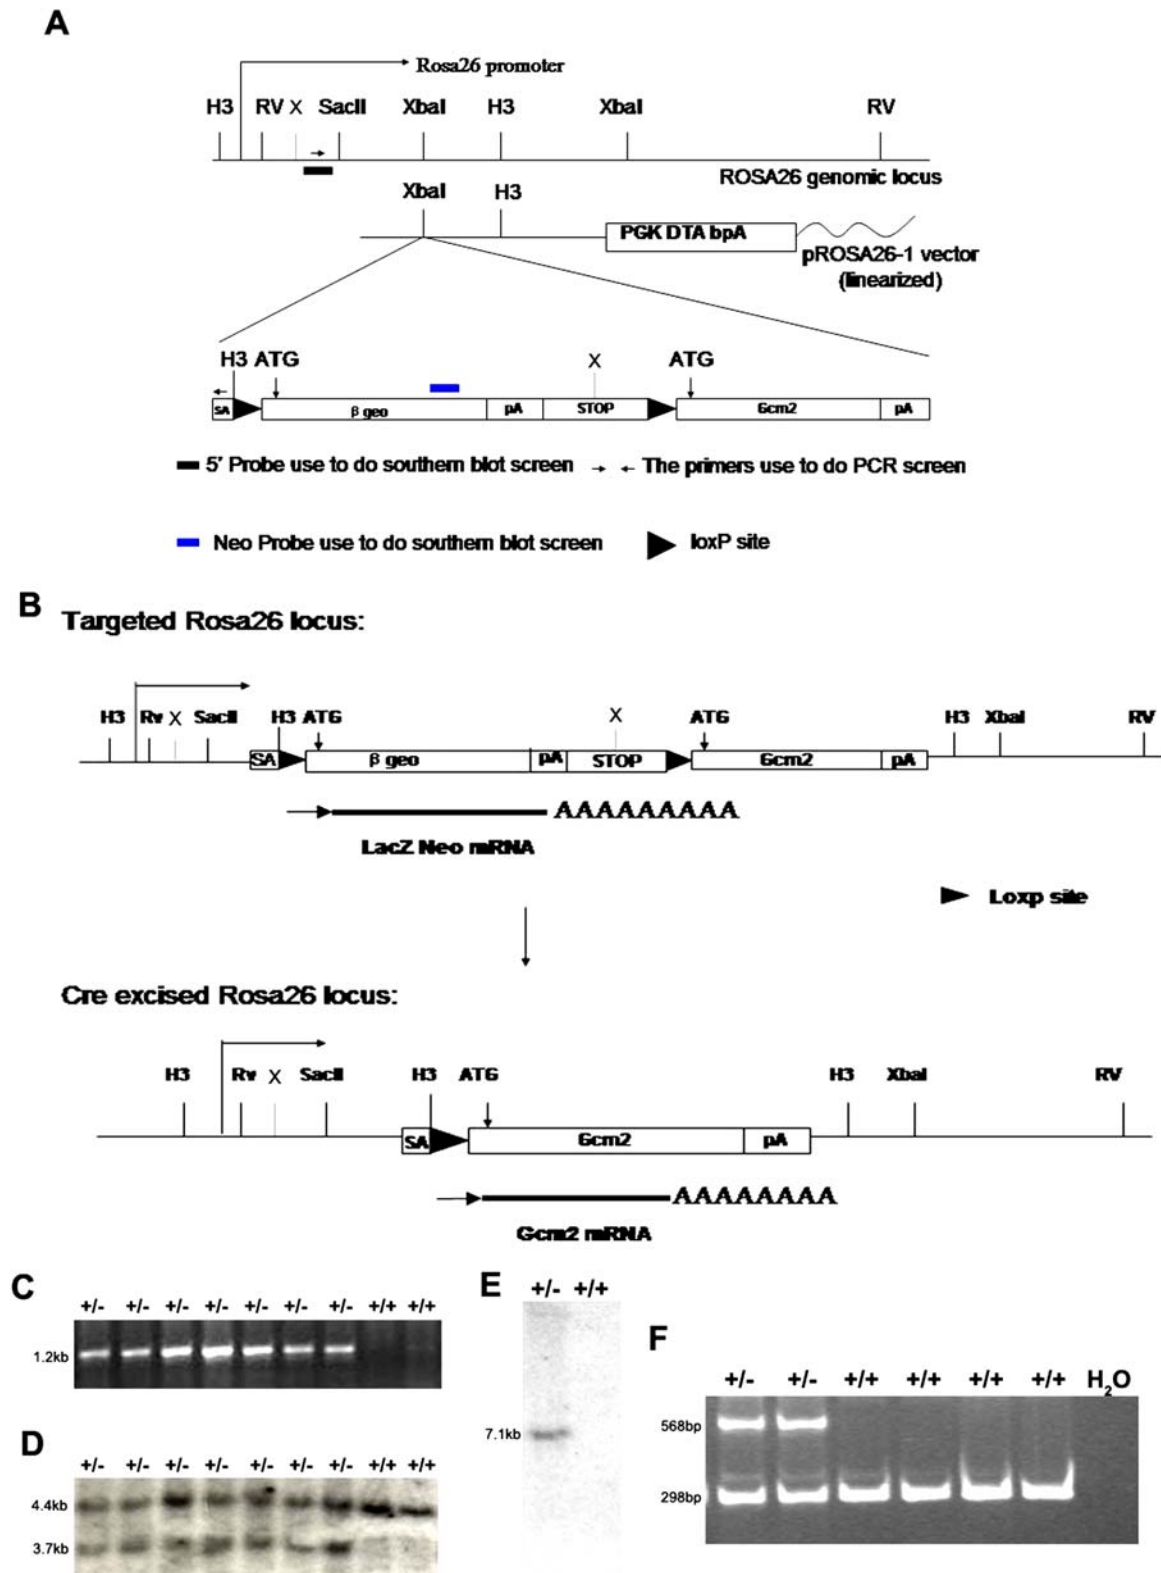 A
Rosa26 promoter
H3 RV X SacII XbaI H3 XbaI RV
ROSA26 genomic locus
XbaI H3
PGK DTA bpA
pROSA26-1 vector
(linearized)
H3 ATG X ATG
SA β geo pA STOP Gcm2 pA
5' Probe use to do southern blot screen The primers use to do PCR screen
Neo Probe use to do southern blot screen loxP site
B
Targeted Rosa26 locus:
H3 Rv X SacII H3 ATG X ATG H3 XbaI RV
SA β geo pA STOP Gcm2 pA
AAAAAAAAA
LacZ Neo mRNA
Loxp site
Cre excised Rosa26 locus:
H3 Rv X SacII H3 ATG H3 XbaI RV
SA Gcm2 pA
AAAAAAAA
Gcm2 mRNA
C
+/- +/- +/- +/- +/- +/- +/- +/+ +/+
1.2kb
D
+/- +/- +/- +/- +/- +/- +/- +/+ +/+
4.4kb
3.7kb
E
+/- +/+
7.1kb
F
+/- +/- +/+ +/+ +/+ +/+ H2O
568bp
298bp